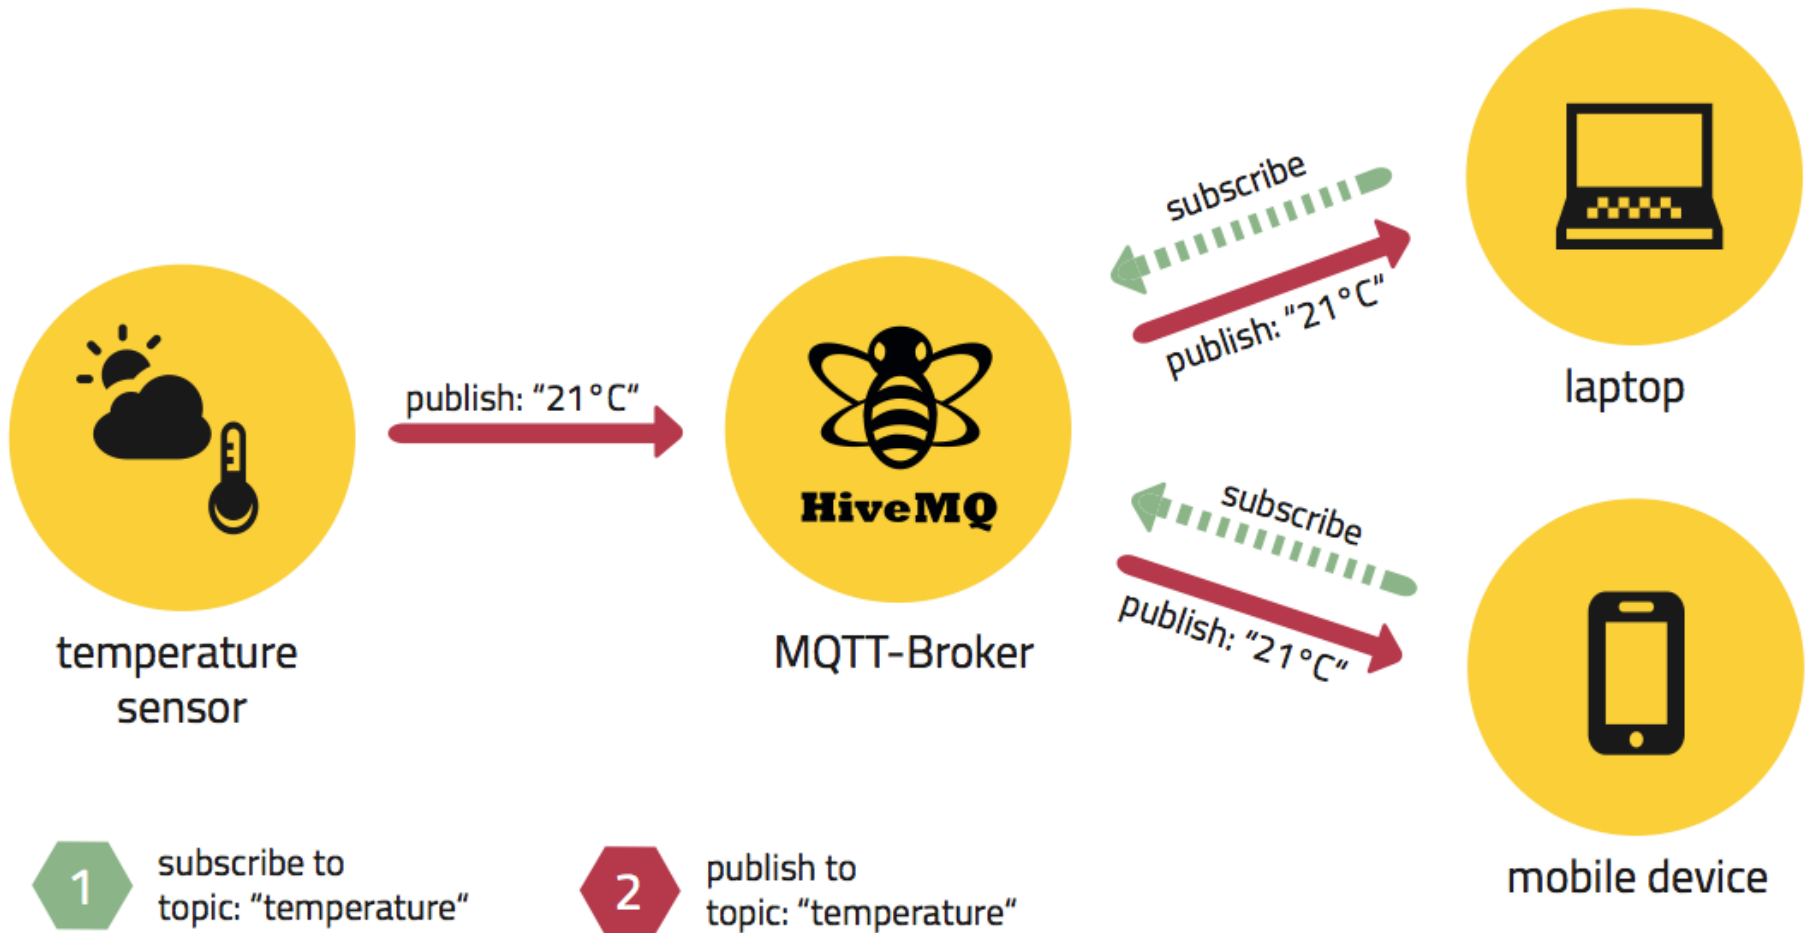 subscribe
publish: “21°C“
laptop
publish: “21°C“
HiveMQ
subscribe
publish: “21°C“
temperature
sensor
MQTT-Broker
mobile device
1
subscribe to
topic: “temperature“
2
publish to
topic: “temperature“